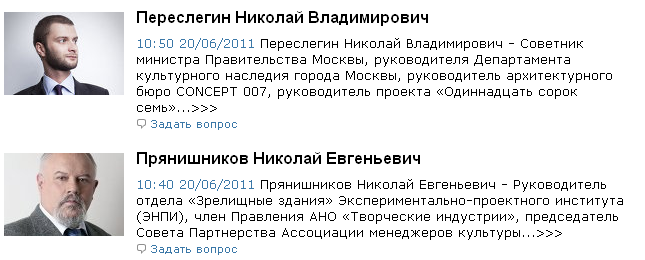 Переслегин Николай Владимирович
10:50 20/06/2011 Переслегин Николай Владимирович – Советник
министра Правительства Москвы, руководителя Департамента
культурного наследия города Москвы, руководитель архитектурного
бюро CONCEPT 007, руководитель проекта «Одиннадцать сорок
семь»...>>>
Задать вопрос
Прянишников Николай Евгеньевич
10:40 20/06/2011 Прянишников Николай Евгеньевич – Руководитель
отдела «Зрелищные здания» Экспериментально-проектного института
(ЭНПИ), член Правления АНО «Творческие индустрии», председатель
Совета Партнерства Ассоциации менеджеров культуры...>>>
Задать вопрос